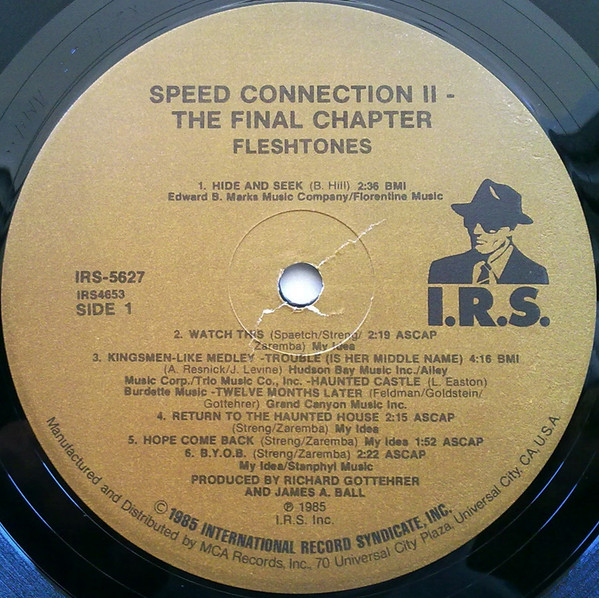 SPEED CONNECTION II -
THE FINAL CHAPTER
FLESHTONES
1. HIDE AND SEEK (B. Hill) 2:36 BMI
Edward B. Marks Music Company/Florentine Music
IRS-5627
IRS4653
SIDE 1
I.R.S.
2. WATCH THIS (Spaetch/Streng/ 2:19 ASCAP
Zaremba) My Idea
3. KINGSMEN-LIKE MEDLEY -TROUBLE (IS HER MIDDLE NAME) 4:16 BMI
(A. Resnick/J. Levine) Hudson Bay Music Inc./Alley
Music Corp./Trio Music Co., Inc. -HAUNTED CASTLE (L. Easton)
Burdette Music -TWELVE MONTHS LATER (Feldman/Goldstein/
Gottehrer) Grand Canyon Music Inc.
4. RETURN TO THE HAUNTED HOUSE 2:15 ASCAP
(Streng/Zaremba) My Idea
5. HOPE COME BACK (Streng/Zaremba) My Idea 1:52 ASCAP
6. B.Y.O.B. (Streng/Zaremba) 2:22 ASCAP
My Idea/Stanphyl Music
PRODUCED BY RICHARD GOTTEHRER
AND JAMES A. BALL
℗ 1985
I.R.S. Inc.
© 1985 INTERNATIONAL RECORD SYNDICATE, INC.
Manufactured and Distributed by MCA Records, Inc., 70 Universal City Plaza, Universal City, CA. U.S.A